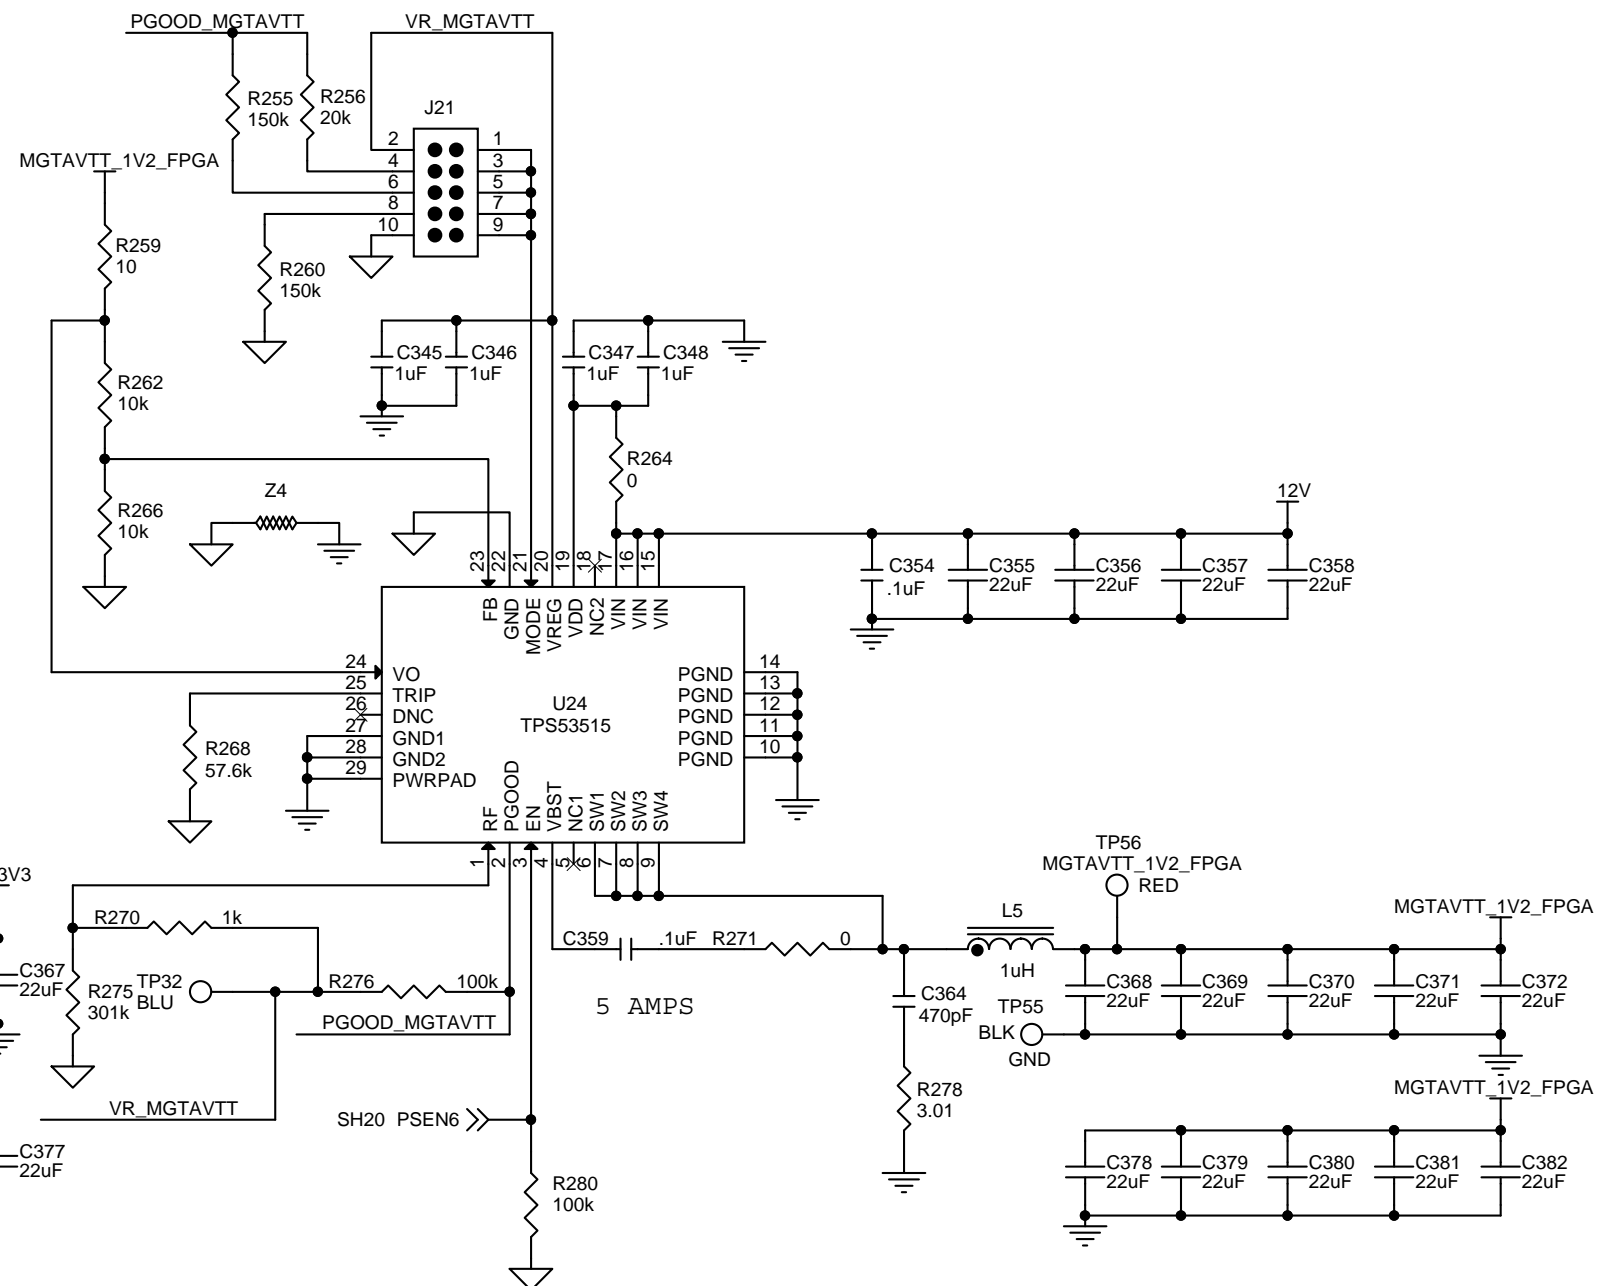 PGOOD_MGTAVTT
VR_MGTAVTT
R255
150k
R256
20k
J21
2
4
6
8
10
1
3
5
7
9
MGTAVTT_1V2_FPGA
R259
10
R260
150k
C345
1uF
C346
1uF
C347
1uF
C348
1uF
R262
10k
R264
0
R266
10k
Z4
12V
23
22
21
20
19
18
17
16
15
FB
GND
MODE
VREG
VDD
NC2
VIN
VIN
VIN
C354
.1uF
C355
22uF
C356
22uF
C357
22uF
C358
22uF
24
25
26
27
28
29
VO
TRIP
DNC
GND1
GND2
PWRPAD
U24
TPS53515
PGND
PGND
PGND
PGND
PGND
14
13
12
11
10
R268
57.6k
RF
PGOOD
EN
VBST
NC1
SW1
SW2
SW3
SW4
1
2
3
4
5
6
7
8
9
3V3
R270
1k
C367
22uF
R275
301k
TP32
BLU
R276
100k
PGOOD_MGTAVTT
VR_MGTAVTT
C377
22uF
SH20 PSEN6
R280
100k
C359
.1uF
R271
0
5 AMPS
C364
470pF
R278
3.01
L5
1uH
TP56
MGTAVTT_1V2_FPGA
RED
TP55
BLK
GND
MGTAVTT_1V2_FPGA
C368
22uF
C369
22uF
C370
22uF
C371
22uF
C372
22uF
MGTAVTT_1V2_FPGA
C378
22uF
C379
22uF
C380
22uF
C381
22uF
C382
22uF